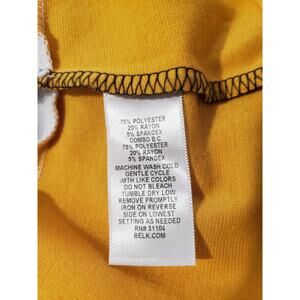 75% POLYESTER
20% RAYON
5% SPANDEX
COMBO B C
75% POLYESTER
20% RAYON
5% SPANDEX
MACHINE WASH COLD
GENTLE CYCLE
WITH LIKE COLORS
DO NOT BLEACH
TUMBLE DRY LOW
REMOVE PROMPTLY
IRON ON REVERSE
SIDE ON LOWEST
SETTING AS NEEDED
RN# 31104
BELK.COM